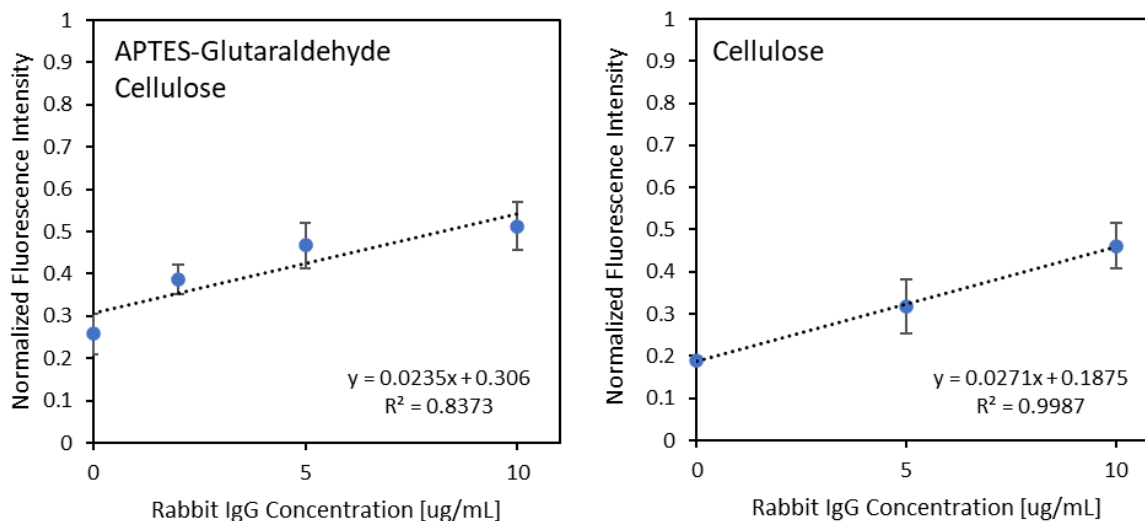 APTES-Glutaraldehyde
Cellulose
Normalized Fluorescence Intensity
1
0.9
0.8
0.7
0.6
0.5
0.4
0.3
0.2
0.1
0
y = 0.0235x + 0.306
R² = 0.8373
0 5 10
Rabbit IgG Concentration [ug/mL]
Cellulose
Normalized Fluorescence Intensity
1
0.9
0.8
0.7
0.6
0.5
0.4
0.3
0.2
0.1
0
y = 0.0271x + 0.1875
R² = 0.9987
0 5 10
Rabbit IgG Concentration [ug/mL]